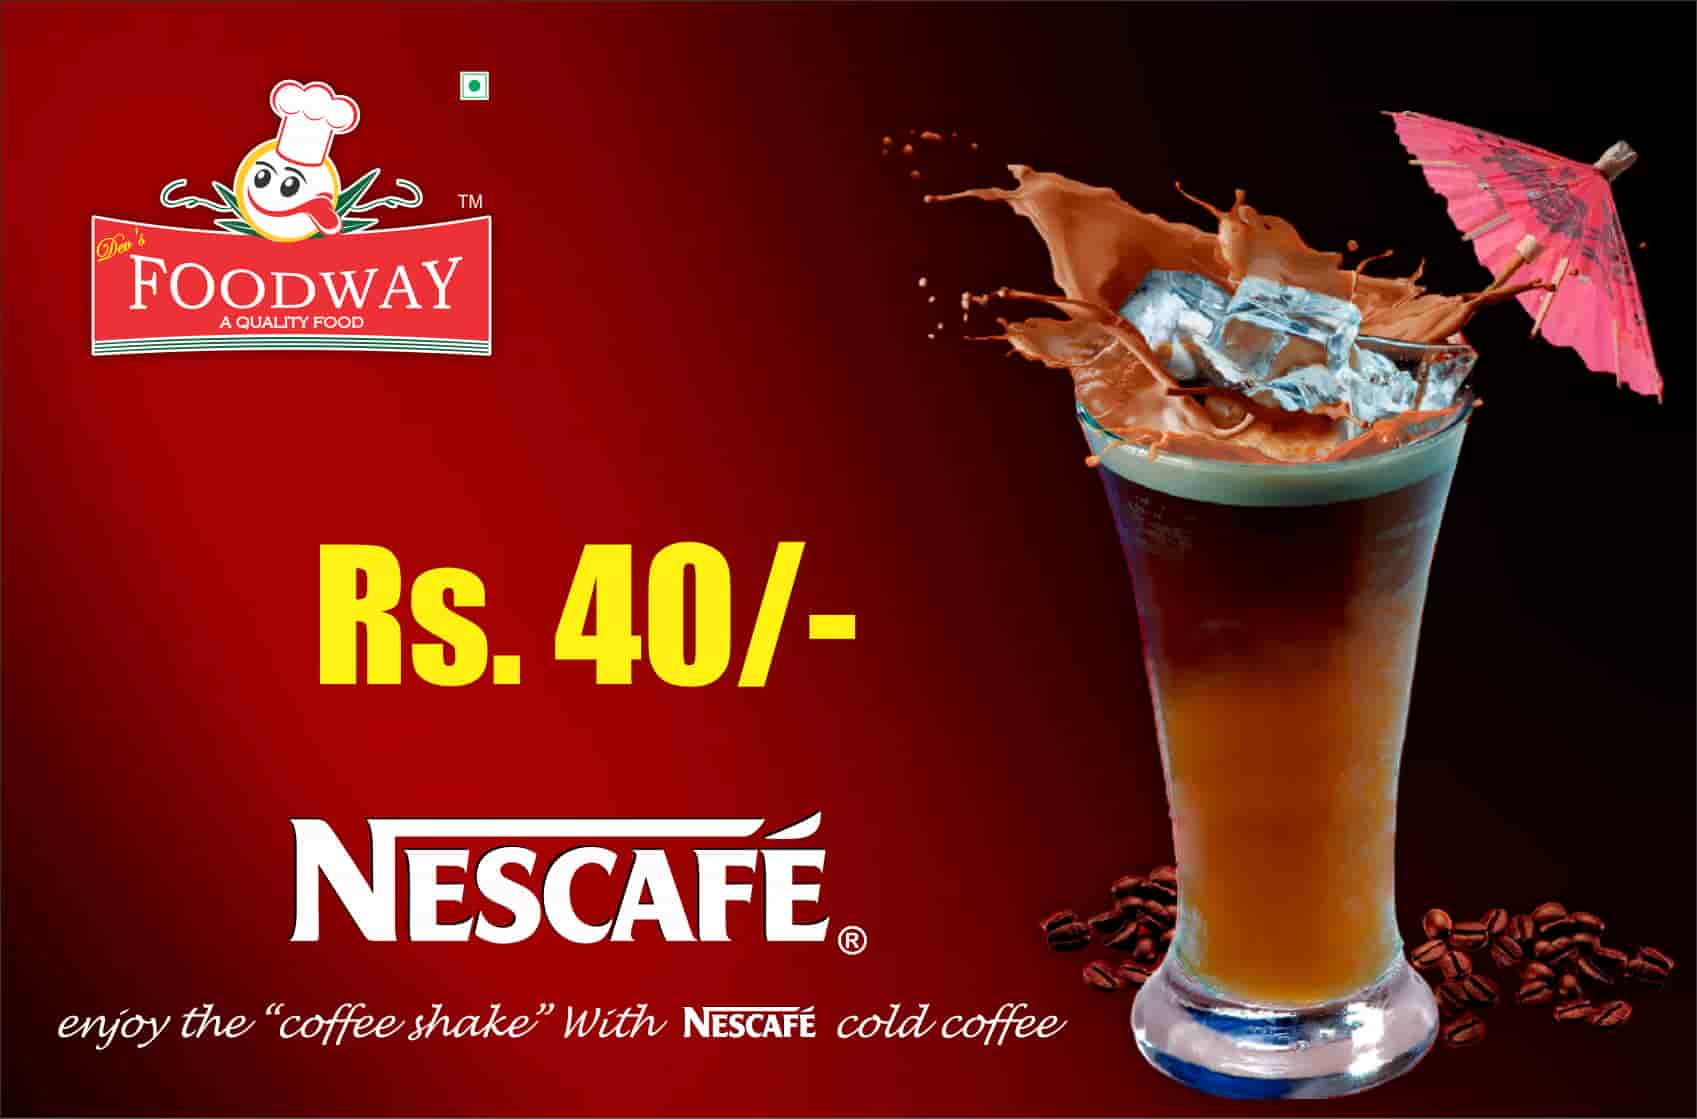 TM
Dev's
FOODWAY
A QUALITY FOOD
Rs. 40/-
NESCAFÉ®
enjoy the “coffee shake” With NESCAFÉ cold coffee